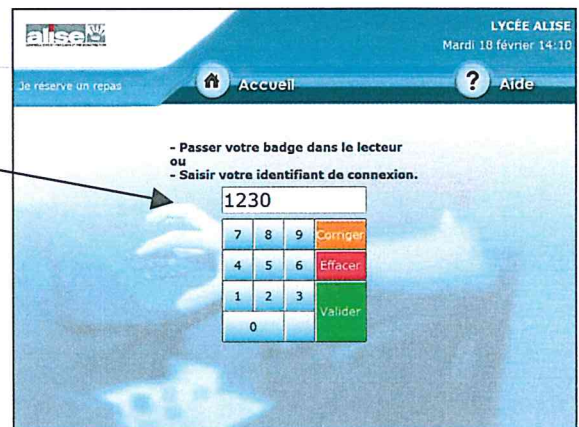 alise
LYCÉE ALISE
Mardi 18 février 14:10
Je reserve un repas
Accueil
? Aide
- Passer votre badge dans le lecteur
ou
- Saisir votre identifiant de connexion.
1230
7 8 9 Corriger
4 5 6 Effacer
1 2 3 Valider
0